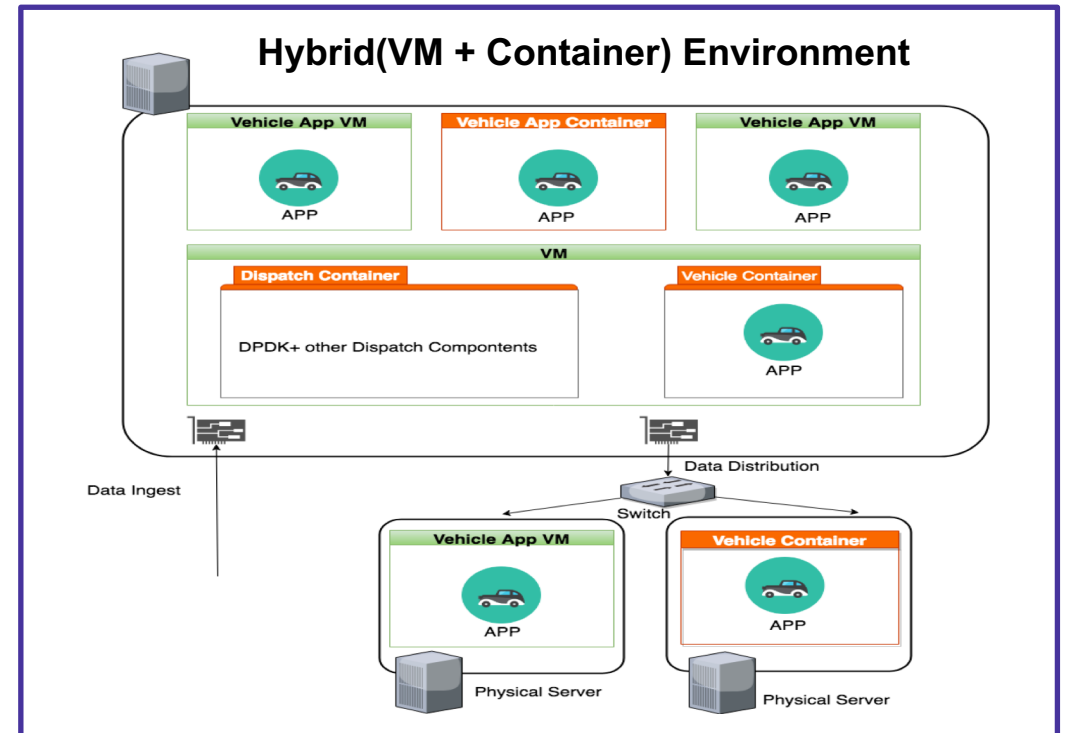 Hybrid(VM + Container) Environment
Vehicle App VM
Vehicle App Container
Vehicle App VM
APP
APP
APP
VM
Dispatch Container
Vehicle Container
DPDK+ other Dispatch Compontents
APP
Data Distribution
Data Ingest
Switch
Vehicle App VM
Vehicle Container
APP
APP
Physical Server
Physical Server